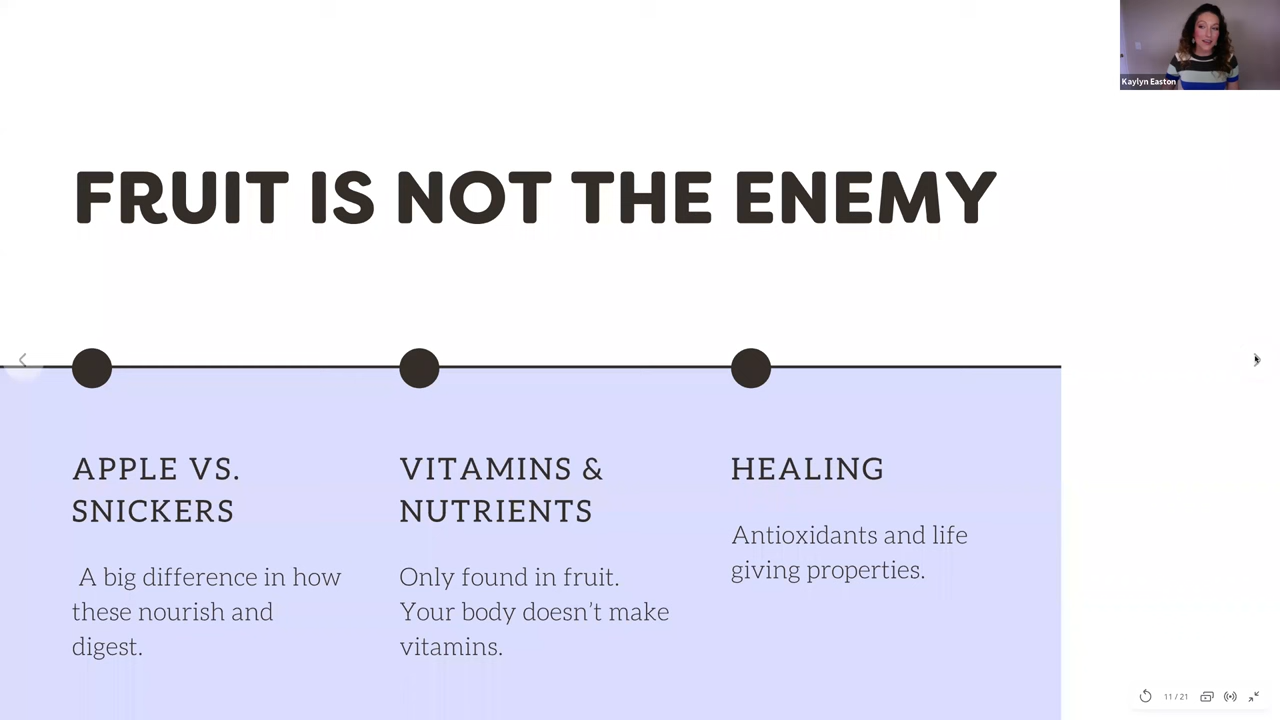 Kaylyn Easton
FRUIT IS NOT THE ENEMY
APPLE VS.
SNICKERS
A big difference in how
these nourish and
digest.
VITAMINS &
NUTRIENTS
Only found in fruit.
Your body doesn't make
vitamins.
HEALING
Antioxidants and life
giving properties.
11 / 21